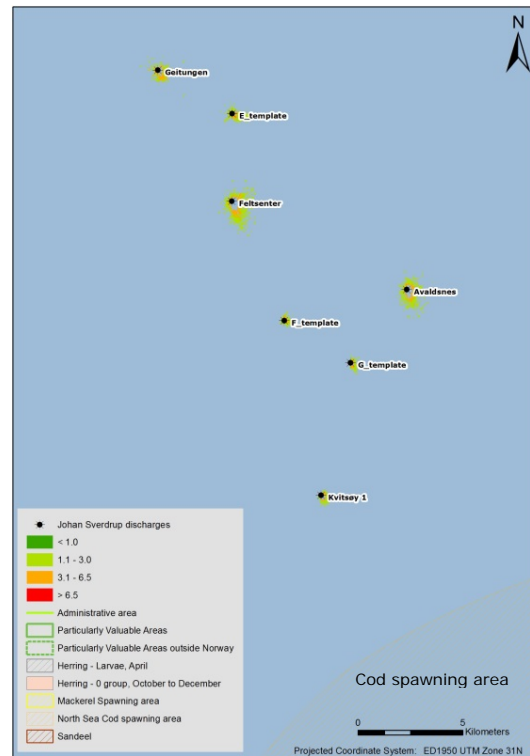 N
Geitungen
E_template
Feltsenter
Avaldsnes
F_template
G_template
Kvitsøy 1
Johan Sverdrup discharges
< 1.0
1.1 - 3.0
3.1 - 6.5
> 6.5
Administrative area
Particularly Valuable Areas
Particularly Valuable Areas outside Norway
Herring - Larvae, April
Herring - 0 group, October to December
Mackerel Spawning area
North Sea Cod spawning area
Sandeel
Cod spawning area
0 5
Kilometers
Projected Coordinate System: ED1950 UTM Zone 31N